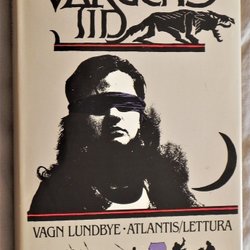 VARGENS
TID
VAGN LUNDBYE • ATLANTIS/LETTURA